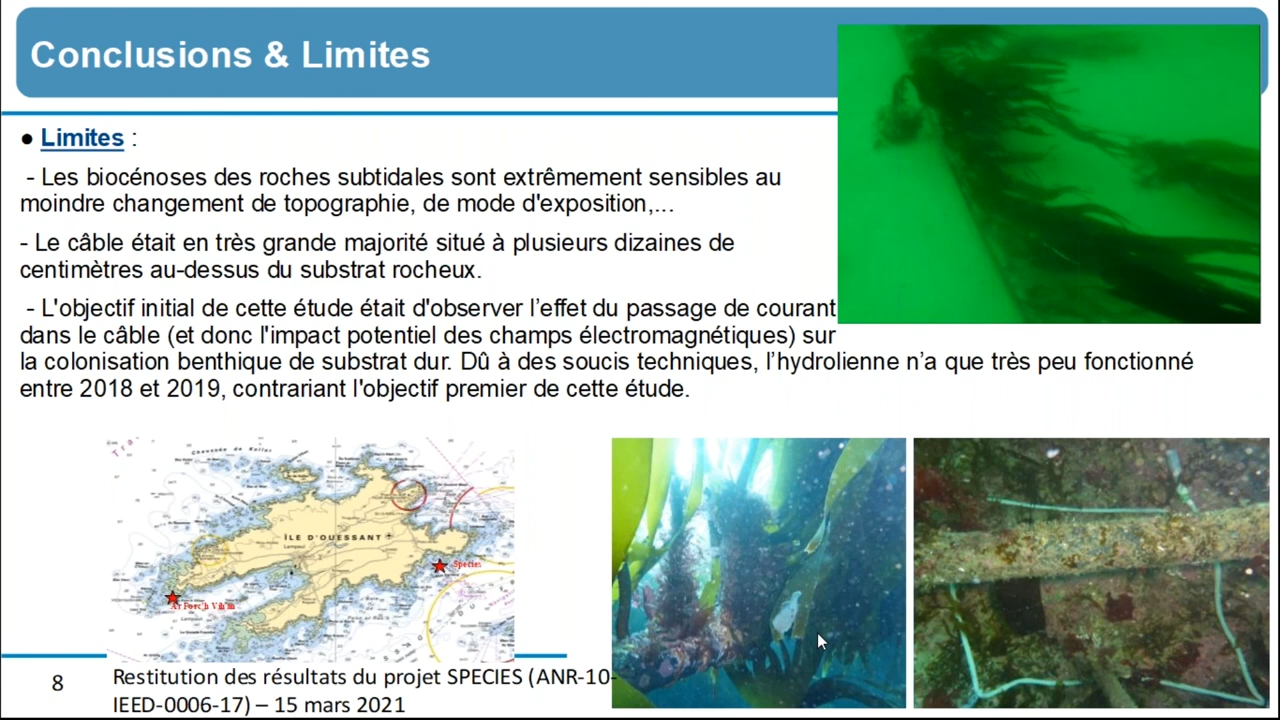 Conclusions & Limites
● Limites :
- Les biocénoses des roches subtidales sont extrêmement sensibles au
moindre changement de topographie, de mode d'exposition,...
- Le câble était en très grande majorité situé à plusieurs dizaines de
centimètres au-dessus du substrat rocheux.
- L'objectif initial de cette étude était d'observer l’effet du passage de courant
dans le câble (et donc l'impact potentiel des champs électromagnétiques) sur
la colonisation benthique de substrat dur. Dû à des soucis techniques, l’hydrolienne n’a que très peu fonctionné
entre 2018 et 2019, contrariant l'objectif premier de cette étude.
ÎLE D'OUESSANT
Lampaul
Species
8
Restitution des résultats du projet SPECIES (ANR-10-
IEED-0006-17) – 15 mars 2021